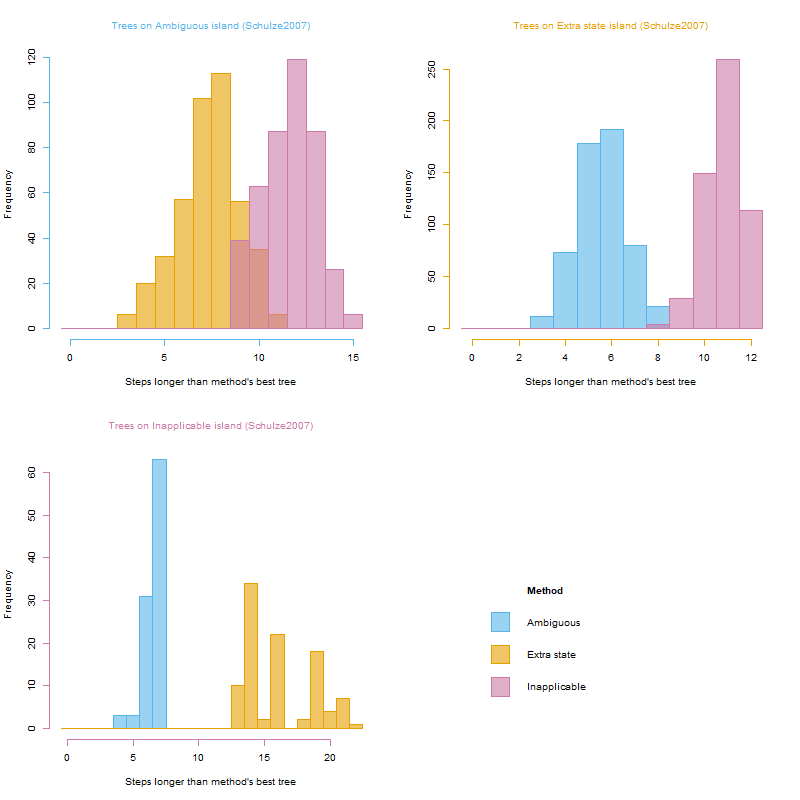 Trees on Ambiguous island (Schulze2007)
Frequency
0
20
40
60
80
100
120
0 5 10 15
Steps longer than method's best tree
Trees on Extra state island (Schulze2007)
Frequency
0
50
100
150
200
250
0 2 4 6 8 10 12
Steps longer than method's best tree
Trees on Inapplicable island (Schulze2007)
Frequency
0
10
20
30
40
50
60
0 5 10 15 20
Steps longer than method's best tree
Method
Ambiguous
Extra state
Inapplicable